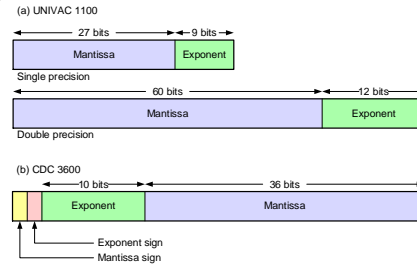 (a) UNIVAC 1100
27 bits 9 bits
Mantissa Exponent
Single precision
60 bits 12 bits
Mantissa Exponent
Double precision
(b) CDC 3600
10 bits 36 bits
Exponent Mantissa
Exponent sign
Mantissa sign